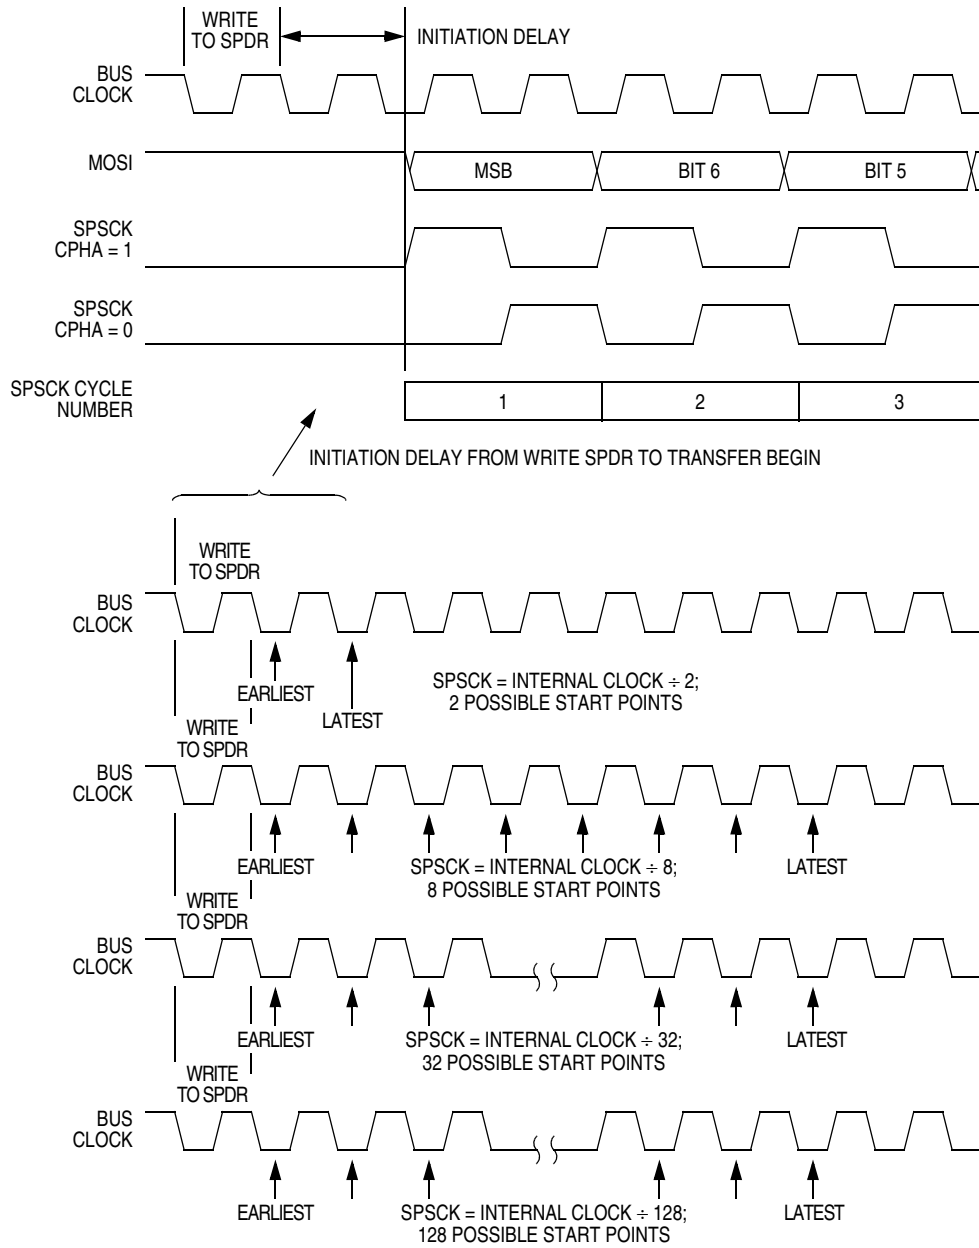 WRITE
TO SPDR
INITIATION DELAY
BUS
CLOCK
MOSI
MSB
BIT 6
BIT 5
SPSCK
CPHA = 1
SPSCK
CPHA = 0
SPSCK CYCLE
NUMBER
1
2
3
INITIATION DELAY FROM WRITE SPDR TO TRANSFER BEGIN
WRITE
TO SPDR
BUS
CLOCK
EARLIEST
LATEST
SPSCK = INTERNAL CLOCK ÷ 2;
2 POSSIBLE START POINTS
WRITE
TO SPDR
BUS
CLOCK
EARLIEST
SPSCK = INTERNAL CLOCK ÷ 8;
8 POSSIBLE START POINTS
LATEST
WRITE
TO SPDR
BUS
CLOCK
EARLIEST
SPSCK = INTERNAL CLOCK ÷ 32;
32 POSSIBLE START POINTS
LATEST
WRITE
TO SPDR
BUS
CLOCK
EARLIEST
SPSCK = INTERNAL CLOCK ÷ 128;
128 POSSIBLE START POINTS
LATEST